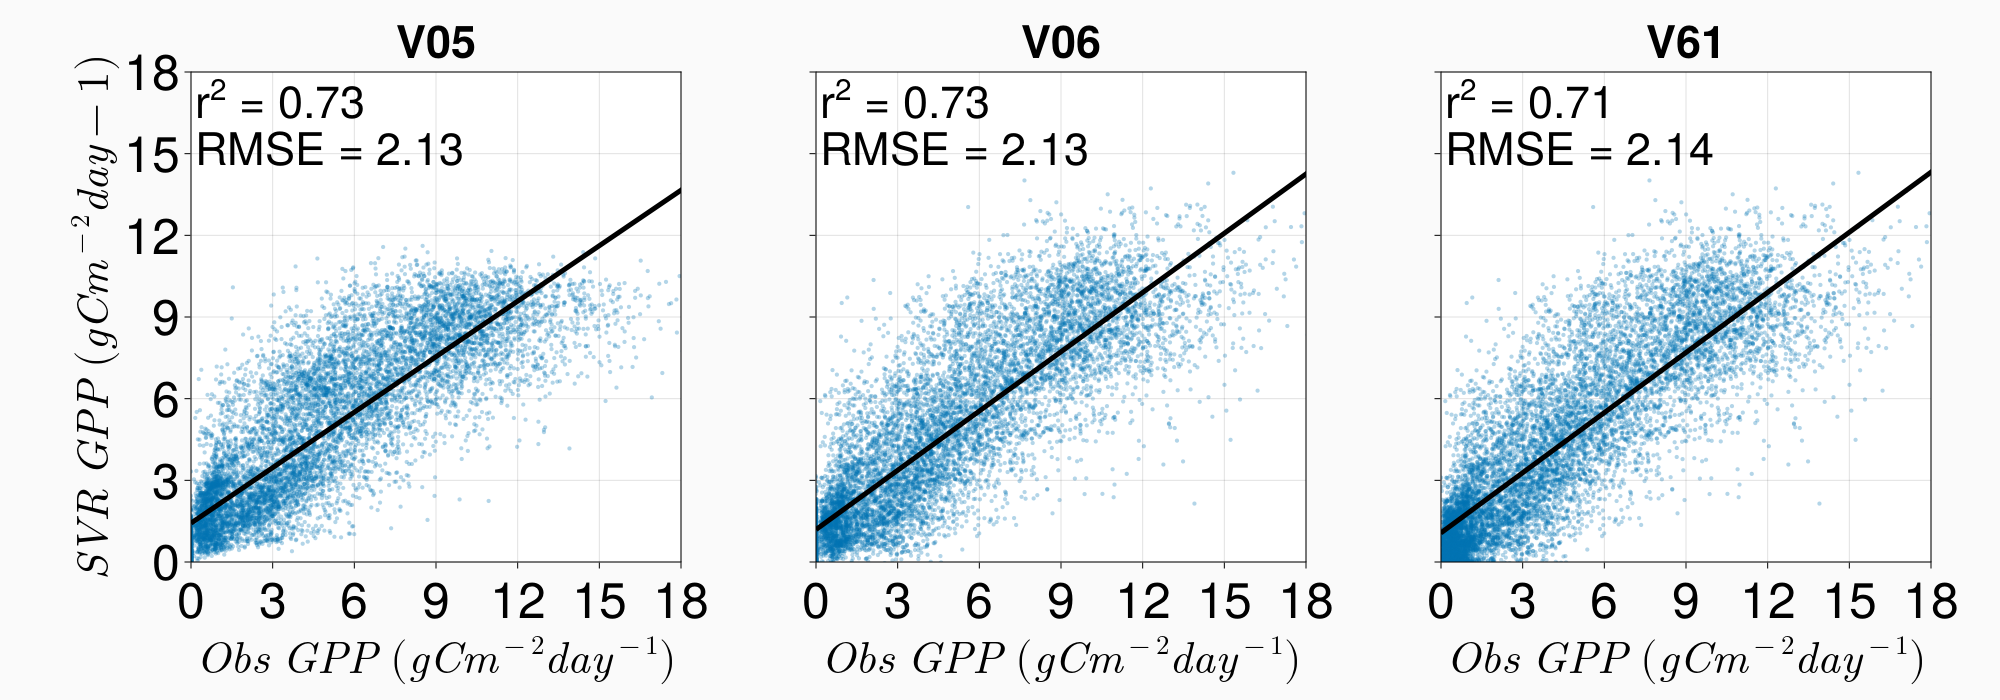 V05
V06
V61
SVR GPP (gCm⁻²day−1)
18
15
12
9
6
3
0
r² = 0.73
RMSE = 2.13
r² = 0.73
RMSE = 2.13
r² = 0.71
RMSE = 2.14
0 3 6 9 12 15 18
0 3 6 9 12 15 18
0 3 6 9 12 15 18
Obs GPP (gCm⁻²day⁻¹)
Obs GPP (gCm⁻²day⁻¹)
Obs GPP (gCm⁻²day⁻¹)